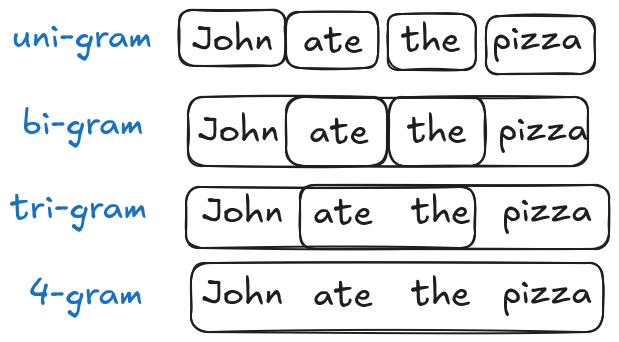 uni-gram John ate the pizza
bi-gram John ate the pizza
tri-gram John ate the pizza
4-gram John ate the pizza